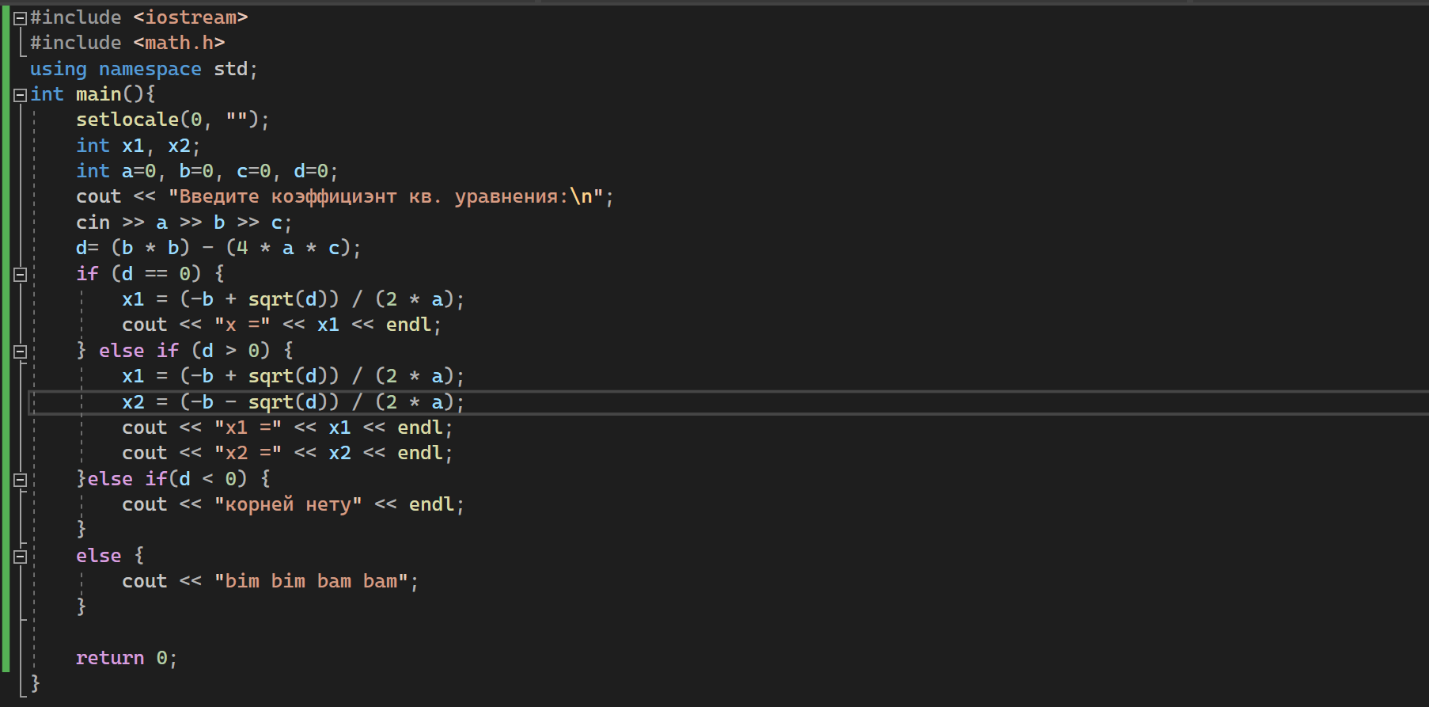 #include <iostream>
#include <math.h>
using namespace std;
int main(){
    setlocale(0, "");
    int x1, x2;
    int a=0, b=0, c=0, d=0;
    cout << "Введите коэффициэнт кв. уравнения:\n";
    cin >> a >> b >> c;
    d= (b * b) - (4 * a * c);
    if (d == 0) {
        x1 = (-b + sqrt(d)) / (2 * a);
        cout << "x =" << x1 << endl;
    } else if (d > 0) {
        x1 = (-b + sqrt(d)) / (2 * a);
        x2 = (-b - sqrt(d)) / (2 * a);
        cout << "x1 =" << x1 << endl;
        cout << "x2 =" << x2 << endl;
    }else if(d < 0) {
        cout << "корней нету" << endl;
    }
    else {
        cout << "bim bim bam bam";
    }

    return 0;
}